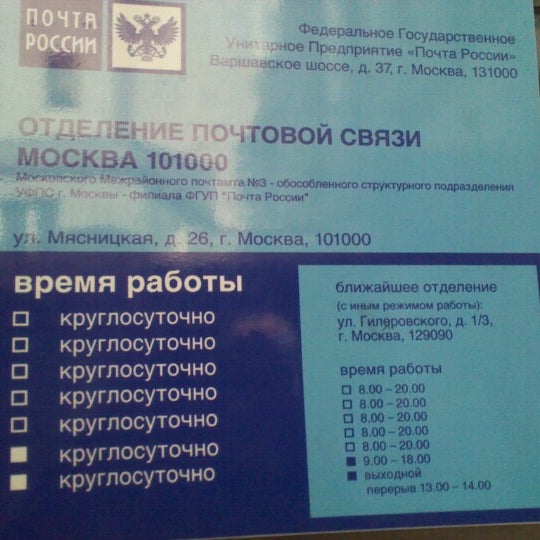 ПОЧТА
РОССИИ
Федеральное Государственное
Унитарное Предприятие «Почта России»
Варшавское шоссе, д. 37, г. Москва, 131000
ОТДЕЛЕНИЕ ПОЧТОВОЙ СВЯЗИ
МОСКВА 101000
Московского Межрайонного почтамта №3 - обособленного структурного подразделения
УФПС г. Москвы - филиала ФГУП "Почта России"
ул. Мясницкая, д. 26, г. Москва, 101000
время работы
круглосуточно
круглосуточно
круглосуточно
круглосуточно
круглосуточно
круглосуточно
круглосуточно
ближайшее отделение
(с иным режимом работы):
ул. Гиляровского, д. 1/3,
г. Москва, 129090
время работы
8.00 – 20.00
8.00 – 20.00
8.00 – 20.00
8.00 – 20.00
8.00 – 20.00
9.00 – 18.00
выходной
перерыв 13.00 – 14.00